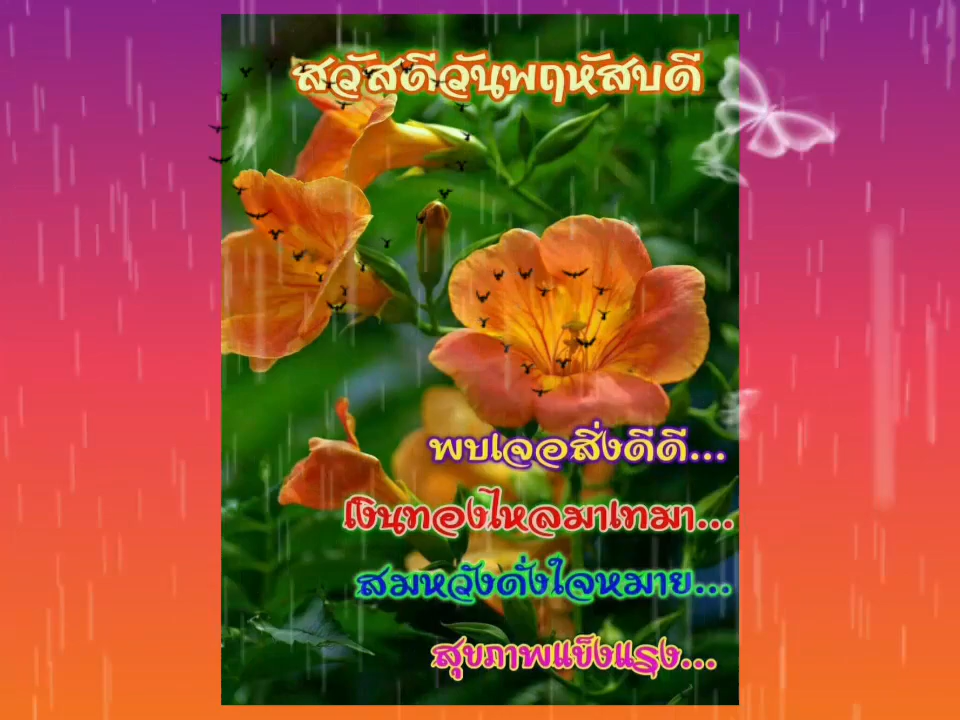 สวัสดีวันพฤหัสบดี
พบเจอสิ่งดีดี...
เงินทองไหลมาเทมา...
สมหวังดั่งใจหมาย...
สุขภาพแข็งแรง...